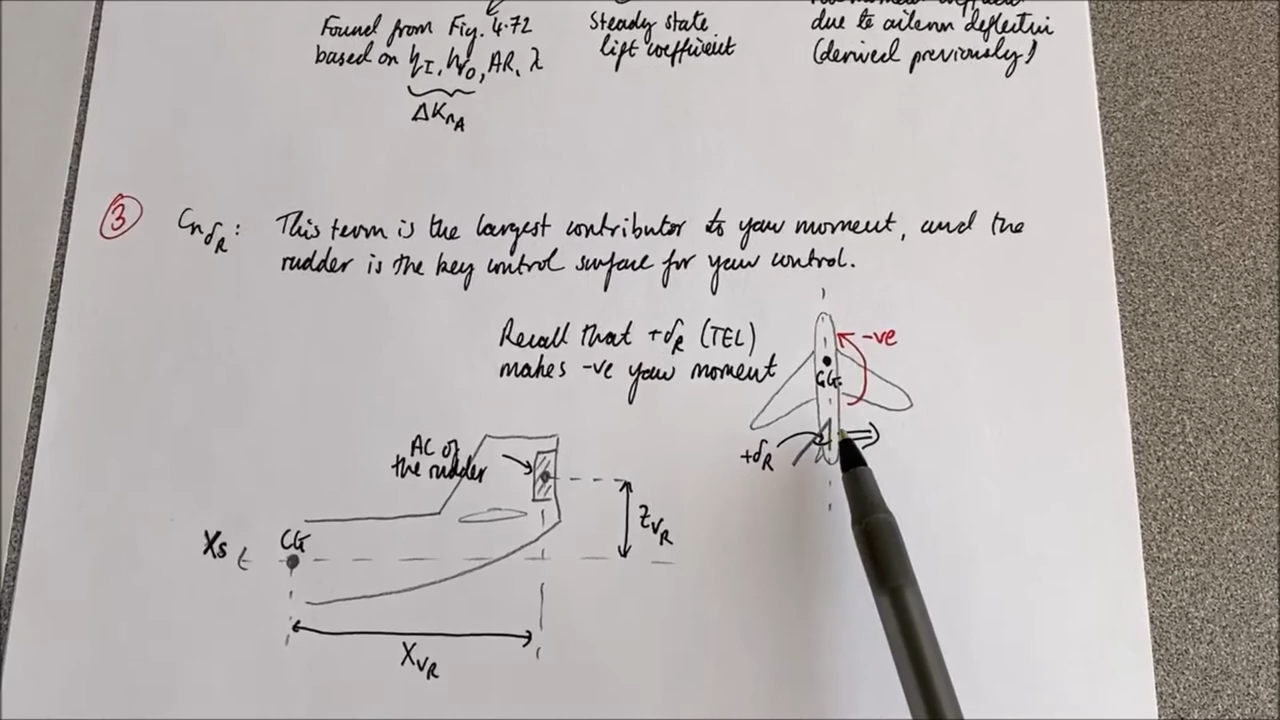 Found from Fig. 4.72
based on ηI, ηo, AR, λ
ΔKnA
Steady state
lift coefficient
due to aileron deflection
(derived previously)
3
CnδR: This term is the largest contributor to yaw moment, and the
rudder is the key control surface for yaw control.
Recall that +δR (TEL)
makes -ve yaw moment
-ve
CG
+δR
AC of
the rudder
ZVR
Xs
CG
XVR